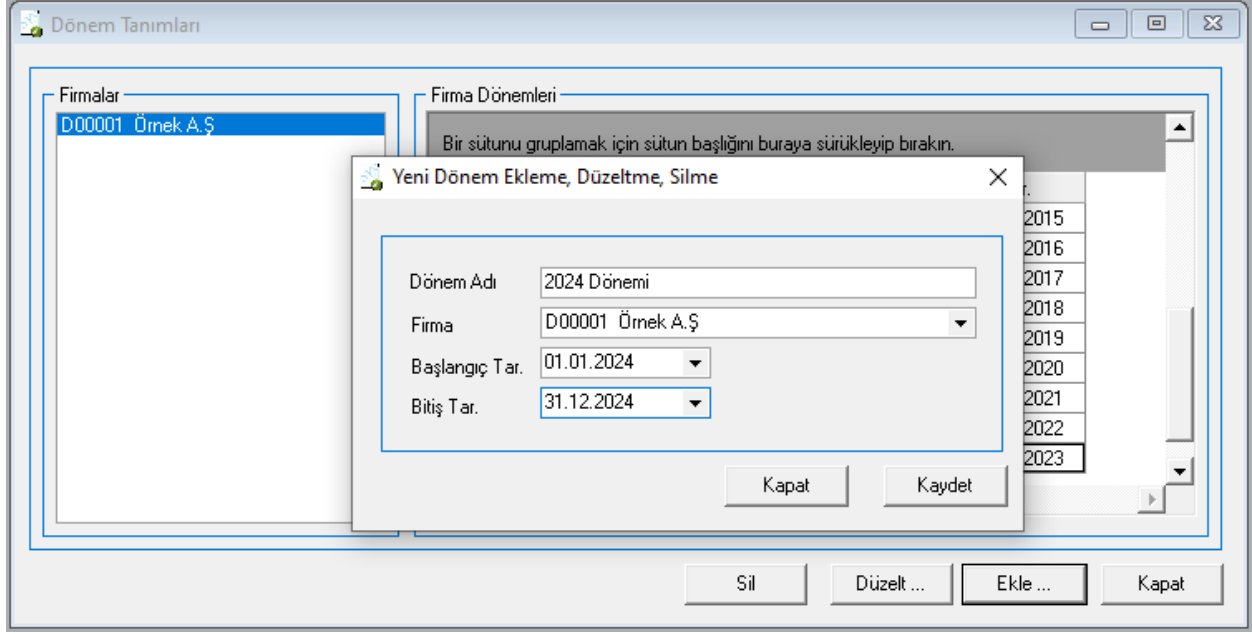 Dönem Tanımları
Firmalar
Firma Dönemleri
D00001 Örnek A.Ş
Bir sütunu gruplamak için sütun başlığını buraya sürükleyip bırakın.
Yeni Dönem Ekleme, Düzeltme, Silme
r.
2015
2016
2017
2018
2019
2020
2021
2022
2023
Dönem Adı
2024 Dönemi
Firma
D00001 Örnek A.Ş
Başlangıç Tar.
01.01.2024
Bitiş Tar.
31.12.2024
Kapat
Kaydet
Sil
Düzelt ...
Ekle ...
Kapat